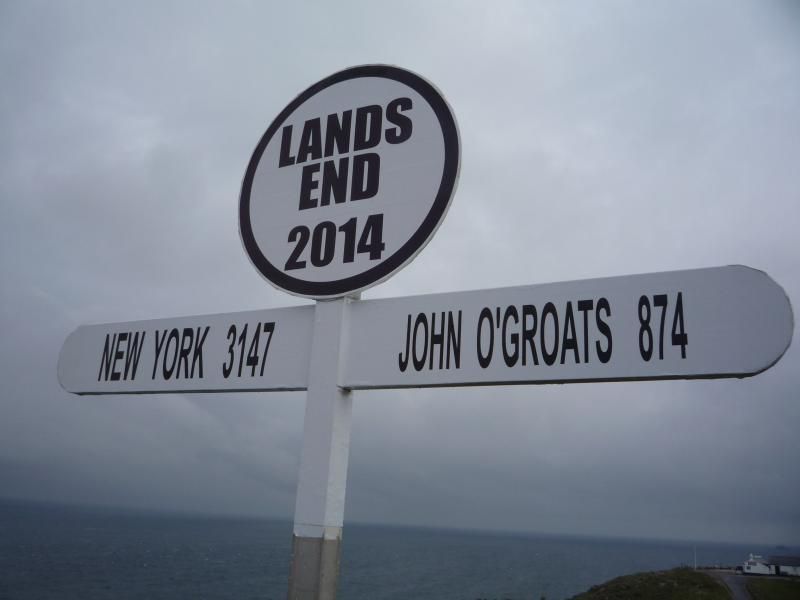 LANDS
END
2014
NEW YORK 3147
JOHN O'GROATS 874